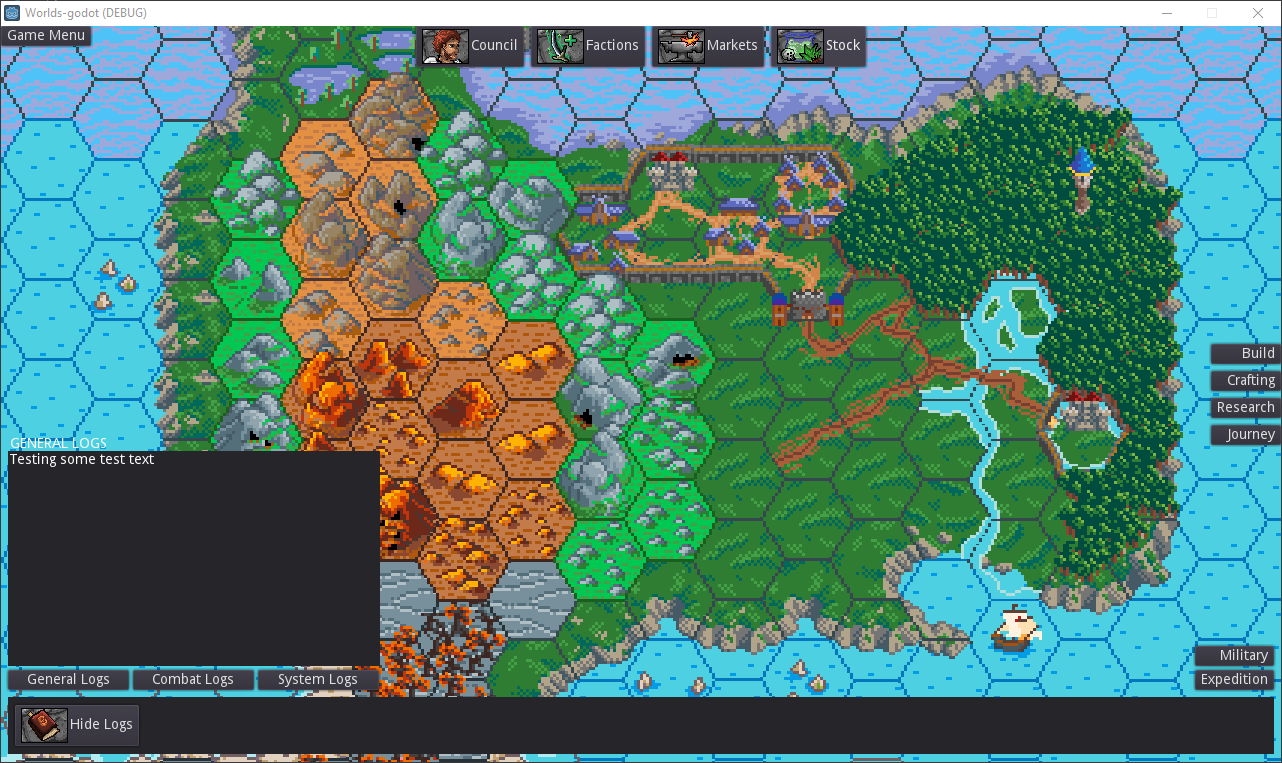 Worlds-godot (DEBUG)
Game Menu
Council
Factions
Markets
Stock
Build
Crafting
Research
Journey
GENERAL LOGS
Testing some test text
Military
Expedition
General Logs
Combat Logs
System Logs
Hide Logs